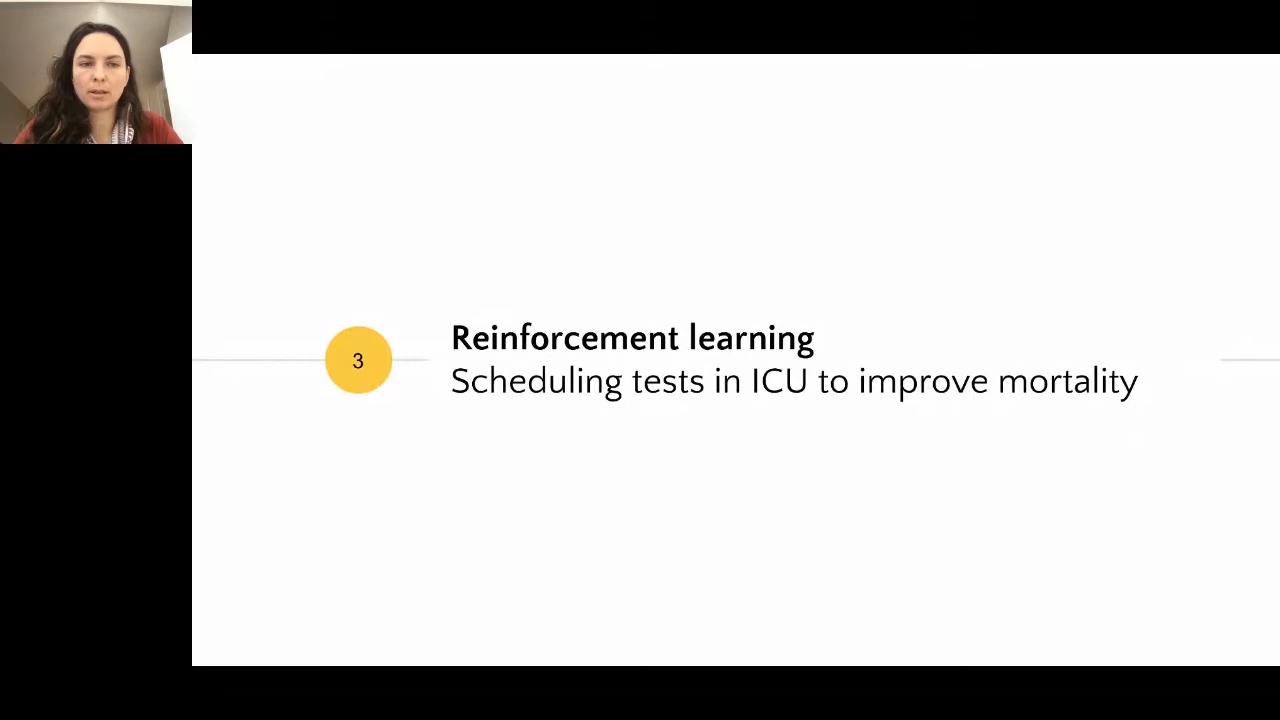 3
Reinforcement learning
Scheduling tests in ICU to improve mortality